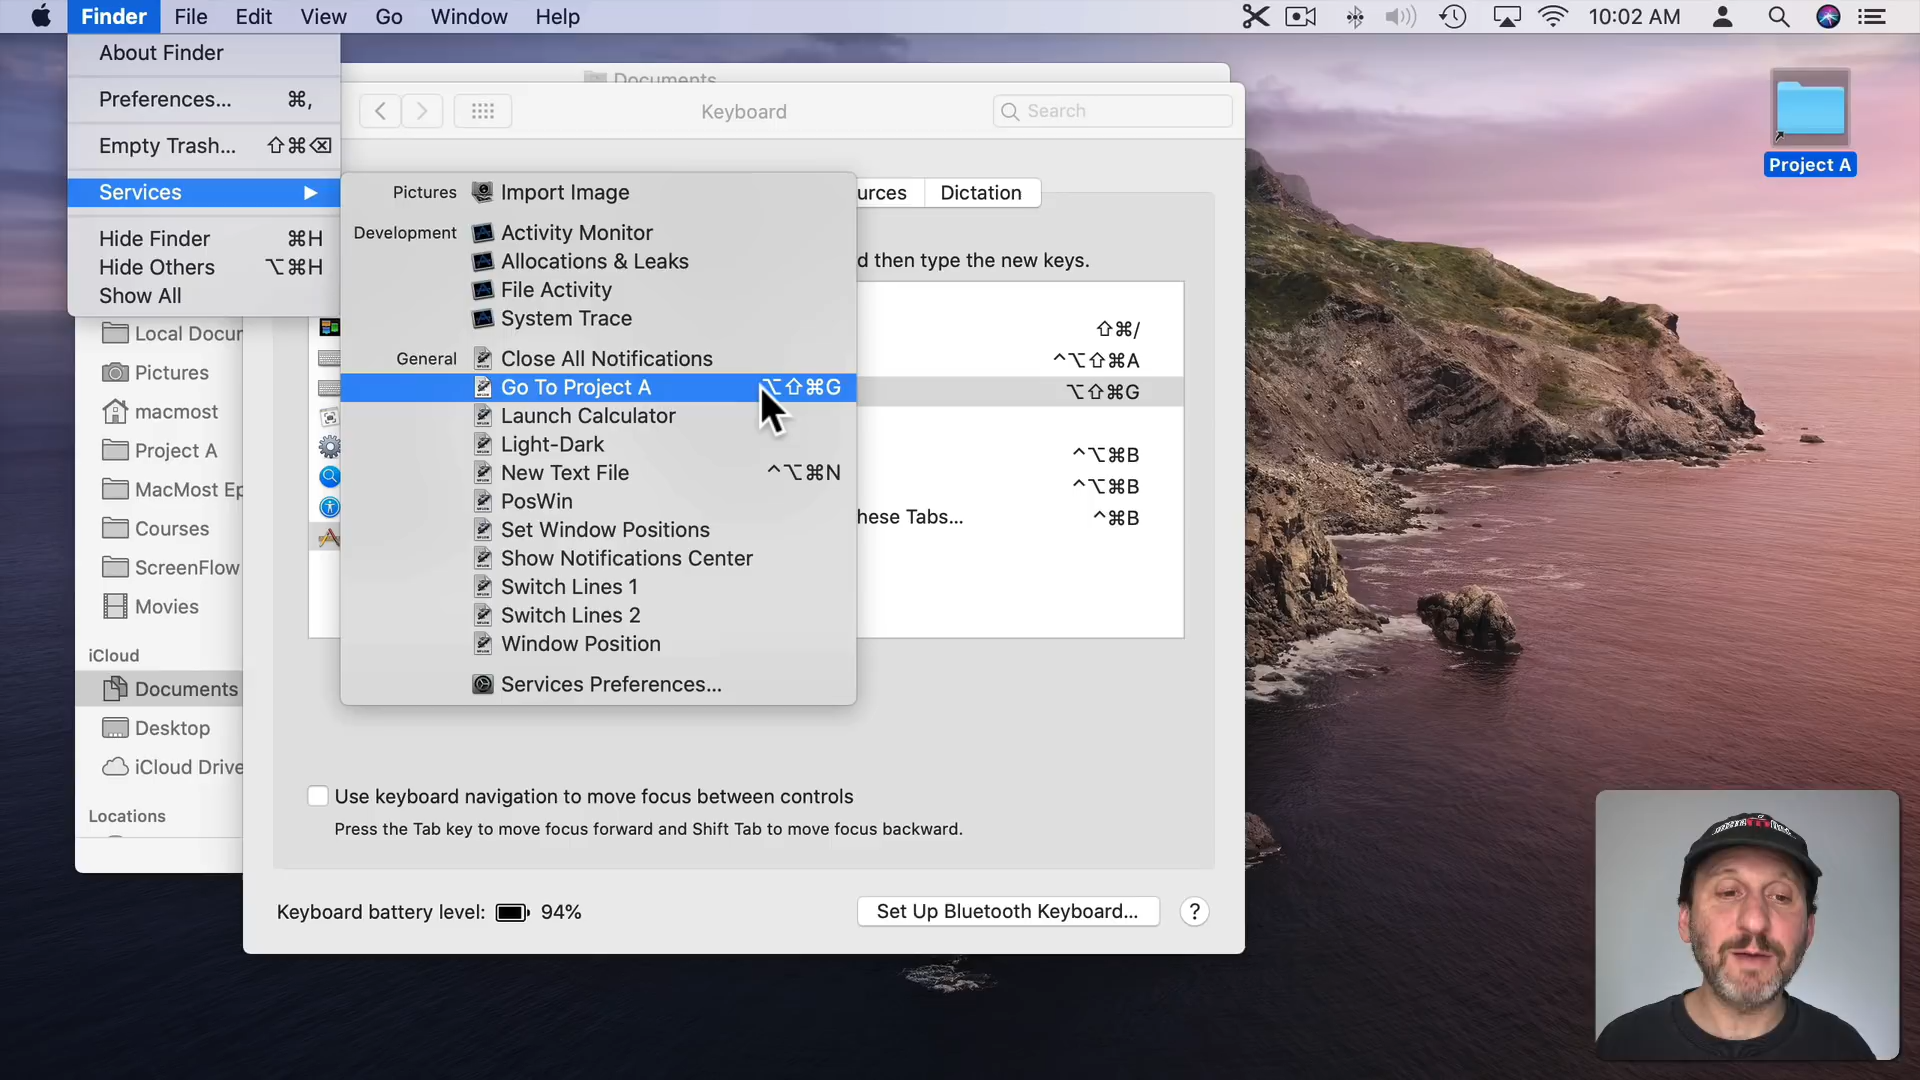 Finder File Edit View Go Window Help 10:02 AM
About Finder
Preferences... ⌘,
Empty Trash... ⇧⌘⌫
Services ▶
Hide Finder ⌘H
Hide Others ⌥⌘H
Show All
Documents
Keyboard
Search
Dictation
d then type the new keys.
Pictures Import Image
Development Activity Monitor
Allocations & Leaks
File Activity
System Trace
General Close All Notifications
Go To Project A ⌥⇧⌘G
Launch Calculator
Light-Dark
New Text File ^⌥⌘N
PosWin
Set Window Positions
Show Notifications Center
Switch Lines 1
Switch Lines 2
Window Position
Services Preferences...
⇧⌘/
^⌥⇧⌘A
⌥⇧⌘G
^⌥⌘B
^⌥⌘B
hese Tabs... ^⌘B
Local Docur
Pictures
macmost
Project A
MacMost Ep
Courses
ScreenFlow
Movies
iCloud
Documents
Desktop
iCloud Drive
Locations
Use keyboard navigation to move focus between controls
Press the Tab key to move focus forward and Shift Tab to move focus backward.
Keyboard battery level: 94%
Set Up Bluetooth Keyboard...
?
Project A